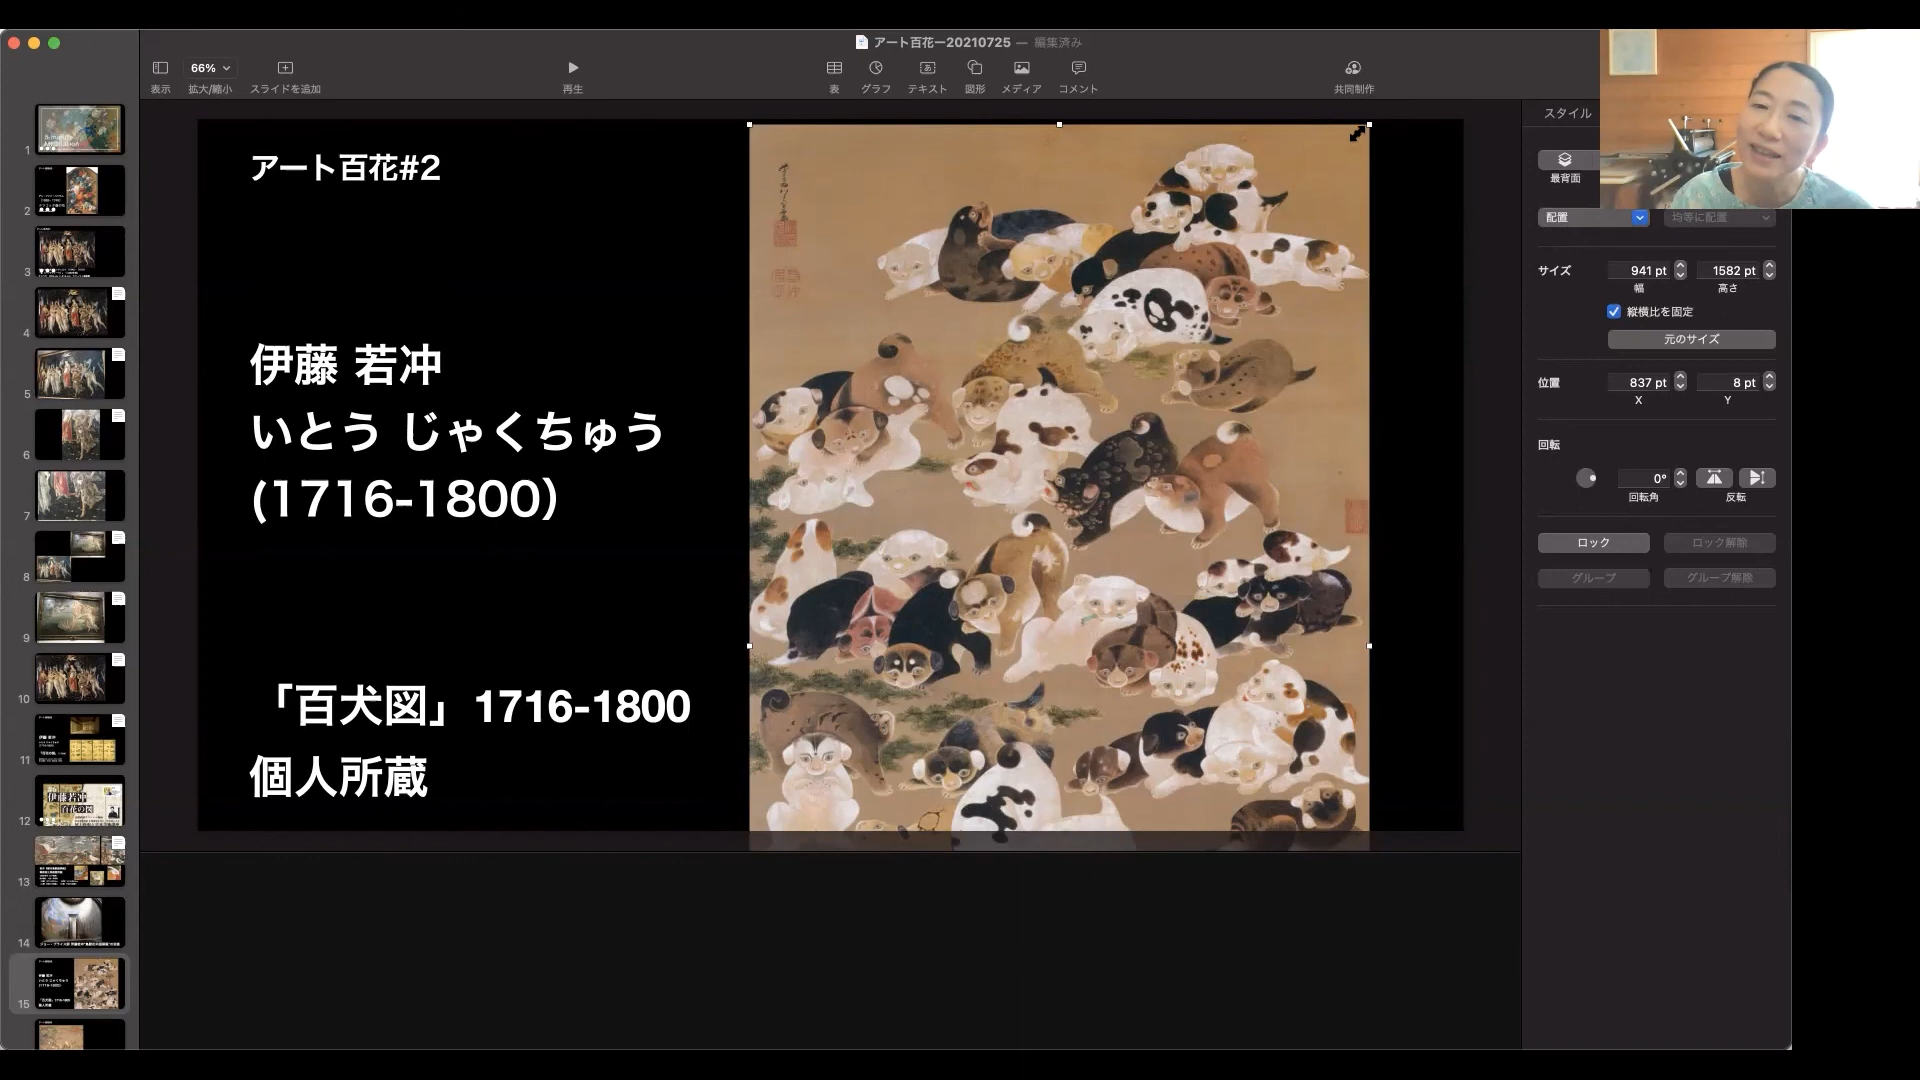 アート百花ー20210725 — 編集済み
66%
表示
拡大/縮小
スライドを追加
再生
表
グラフ
テキスト
図形
メディア
コメント
共同制作
1
2
3
4
5
6
7
8
9
10
11
12
13
14
15
アート百花#2
伊藤 若冲
いとう じゃくちゅう
(1716-1800)
「百犬図」1716-1800
個人所蔵
スタイル
最背面
配置
均等に配置
サイズ
941 pt
1582 pt
幅
高さ
縦横比を固定
元のサイズ
位置
837 pt
8 pt
X
Y
回転
0°
回転角
反転
ロック
ロック解除
グループ
グループ解除